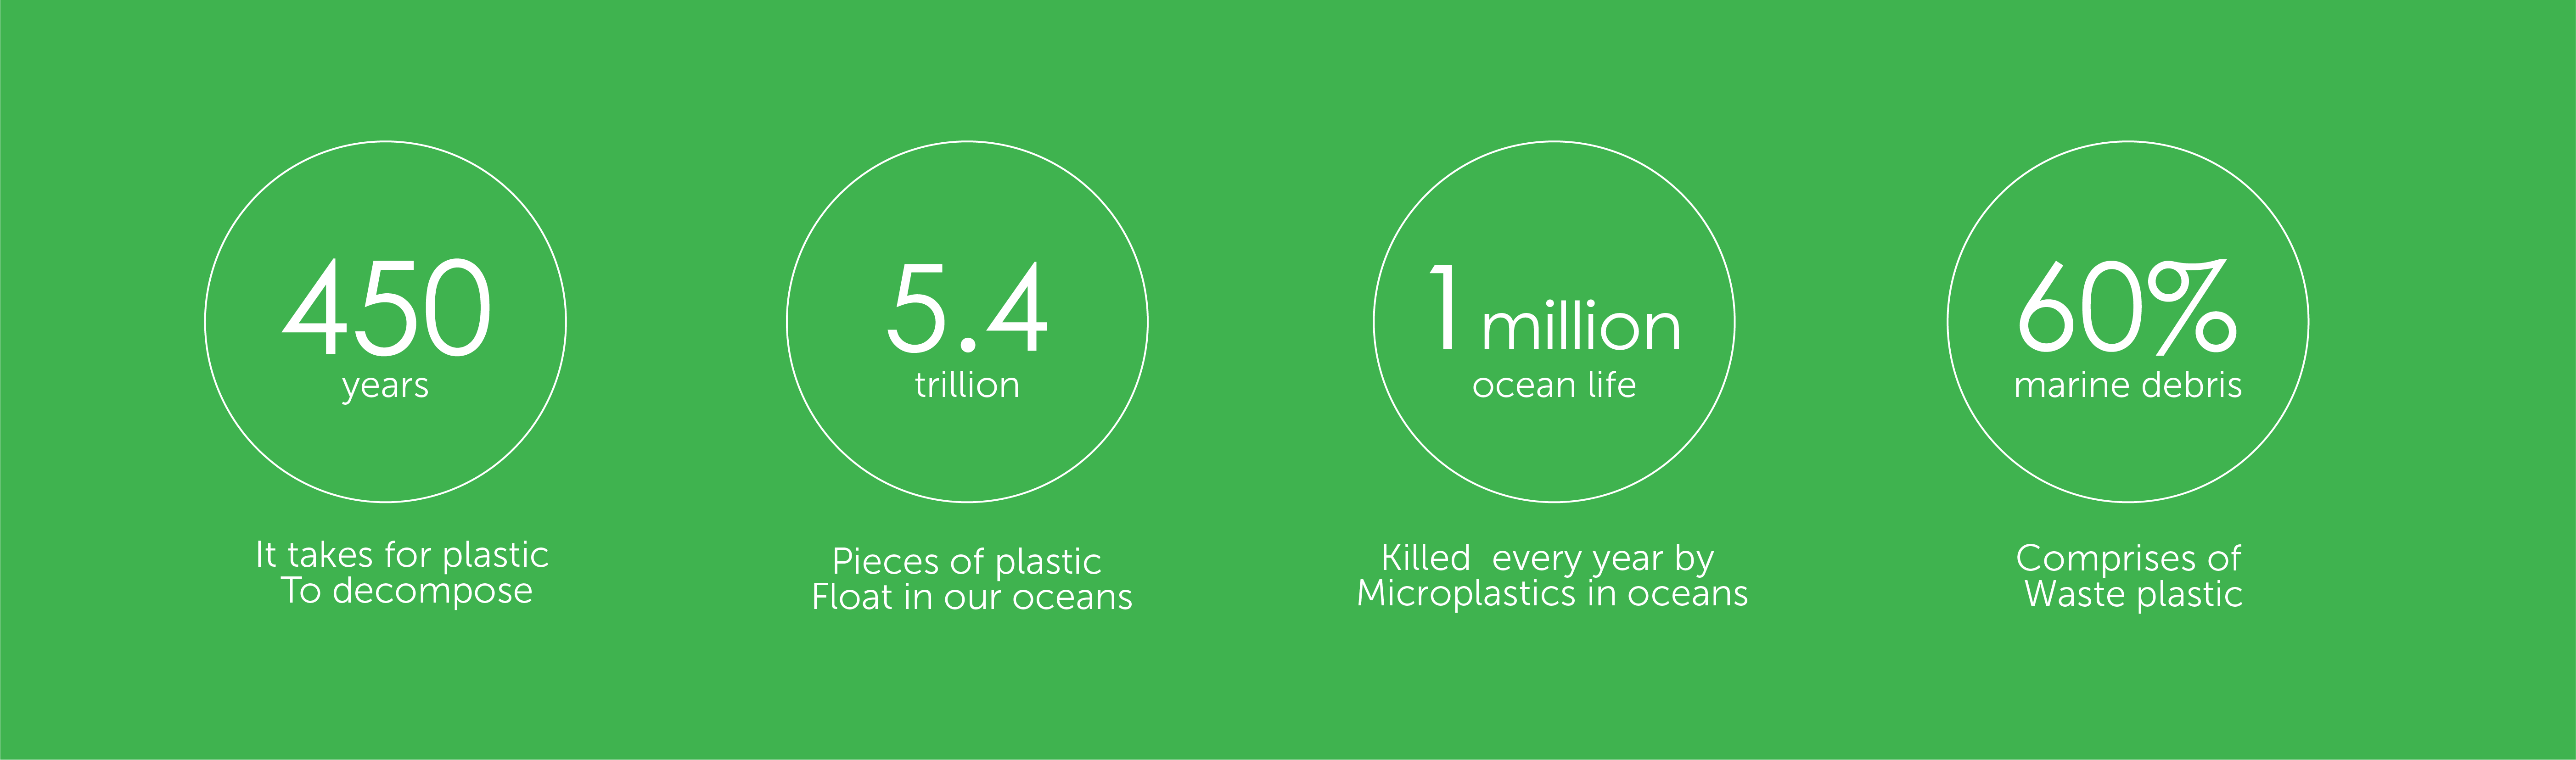 450
years
It takes for plastic
To decompose
5.4
trillion
Pieces of plastic
Float in our oceans
1 million
ocean life
Killed every year by
Microplastics in oceans
60%
marine debris
Comprises of
Waste plastic